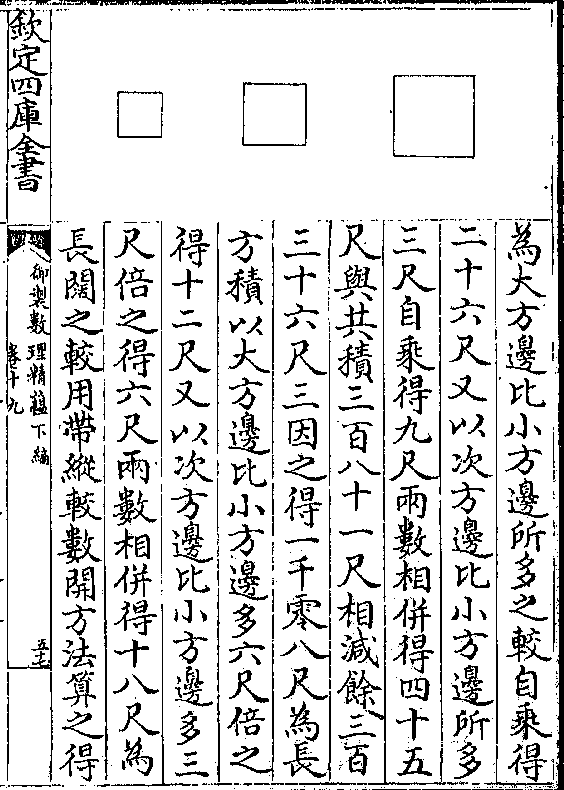 為大方邊比小方邊所多之較自乘得
二十六尺又以次方邊比小方邊所多
三尺自乘得九尺兩數相併得四十五
尺與共積三百八十一尺相減餘三百
三十六尺三因之得一千零八尺為長
方積以大方邊比小方邊多六尺倍之
得十二尺又以次方邊比小方邊多三
尺倍之得六尺兩數相併得十八尺為
長闊之較用帶縱較數開方法算之得
欽定四庫全書
御製數理精蘊下編
卷十九